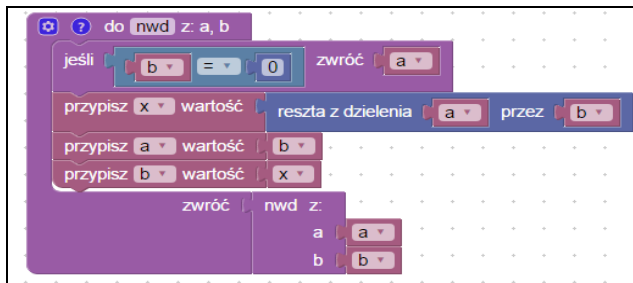 ? do nwd z: a, b
jeśli b = 0 zwróć a
przypisz x wartość reszta z dzielenia a przez b
przypisz a wartość b
przypisz b wartość x
zwróć nwd z:
a a
b b